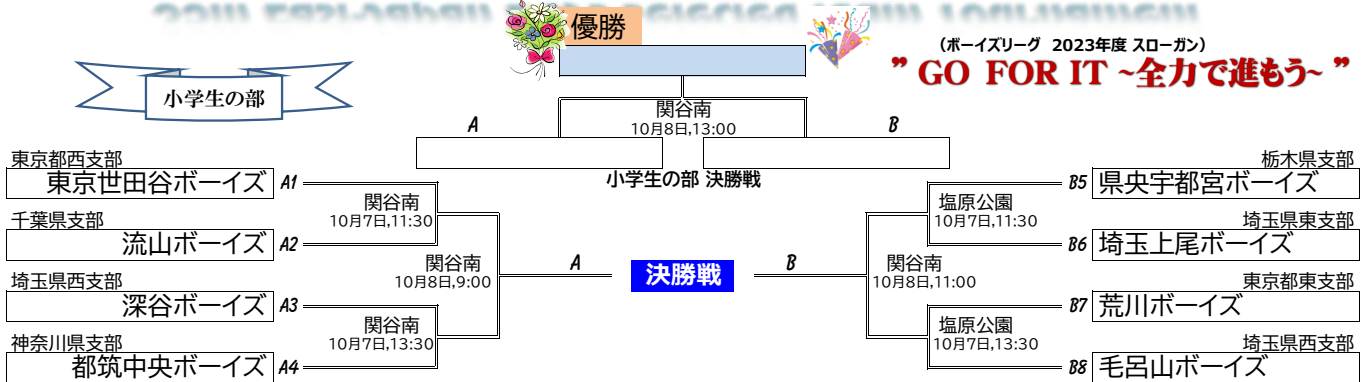 優勝
（ボーイズリーグ 2023年度 スローガン）
” GO FOR IT ~全力で進もう~ ”
小学生の部
関谷南
10月8日,13:00
A
B
小学生の部 決勝戦
東京都西支部
東京世田谷ボーイズ A1
関谷南
10月7日,11:30
千葉県支部
流山ボーイズ A2
関谷南
10月8日,9:00
埼玉県西支部
深谷ボーイズ A3
関谷南
10月7日,13:30
神奈川県支部
都筑中央ボーイズ A4
A 決勝戦 B
栃木県支部
B5 県央宇都宮ボーイズ
塩原公園
10月7日,11:30
埼玉県東支部
B6 埼玉上尾ボーイズ
関谷南
10月8日,11:00
東京都東支部
B7 荒川ボーイズ
塩原公園
10月7日,13:30
埼玉県西支部
B8 毛呂山ボーイズ